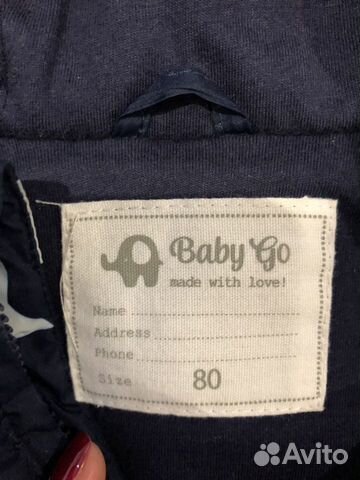 Baby Go
made with love!
Name
Address
Phone
Size 80
Avito